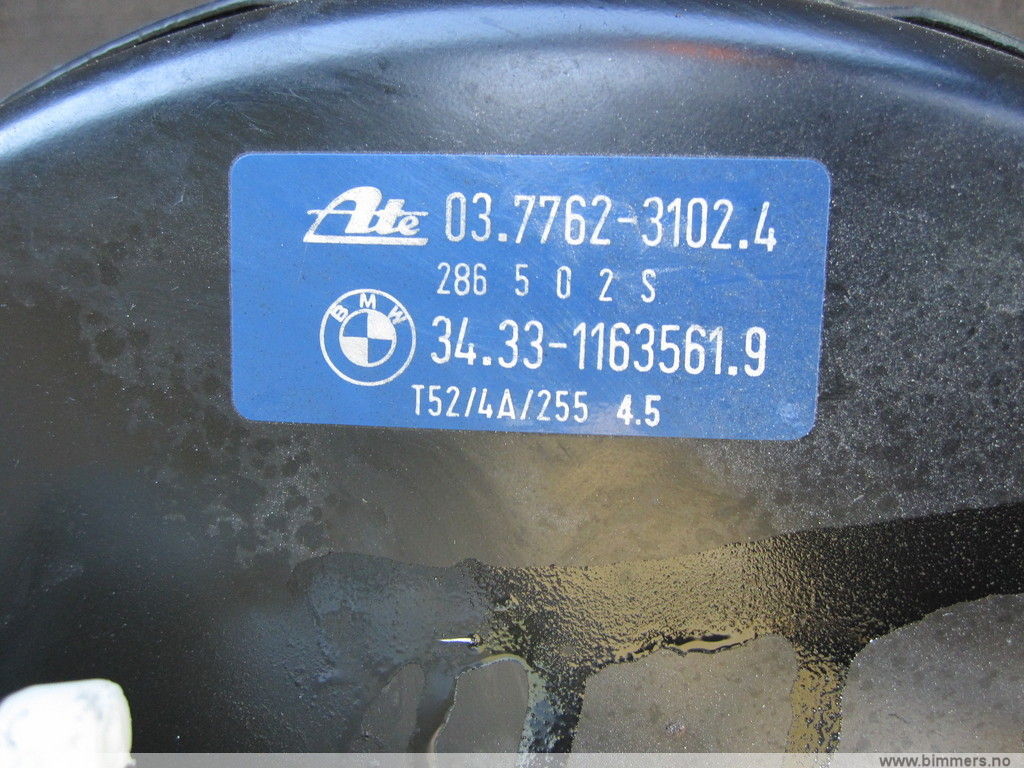 Ate 03.7762-3102.4
286 5 0 2 S
BMW 34.33-1163561.9
T52/4A/255 4.5
www.bimmers.no